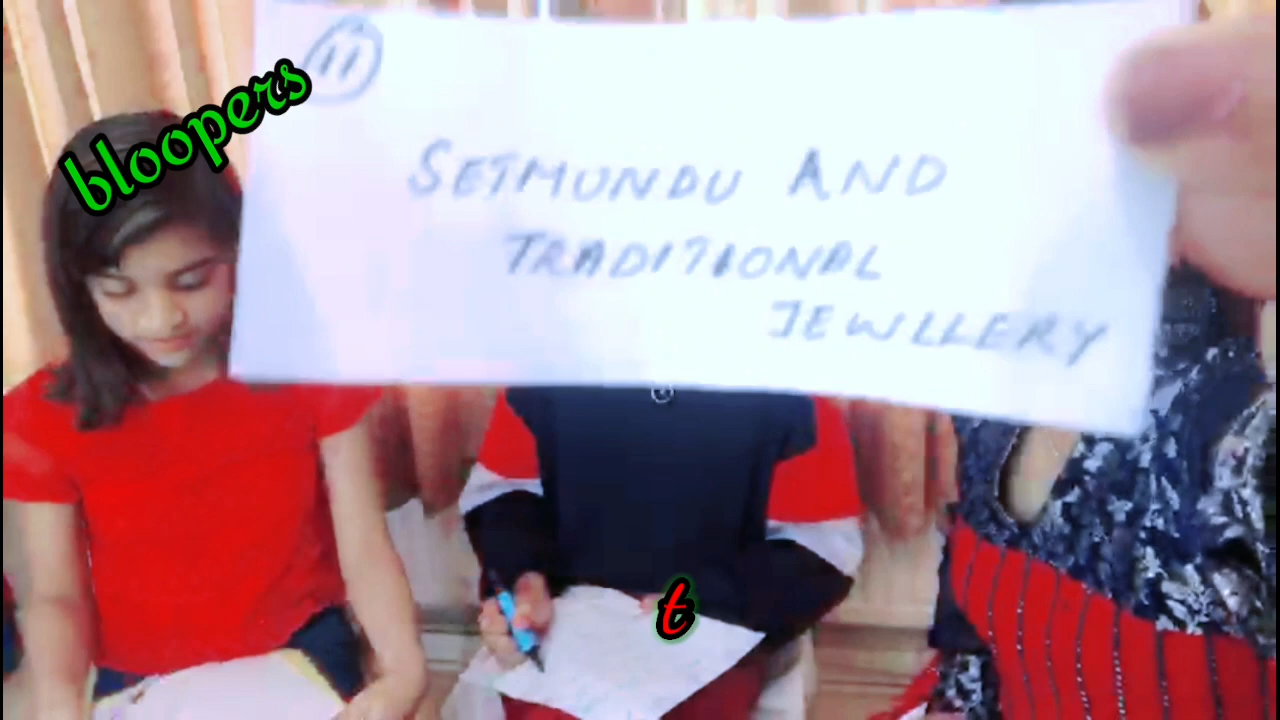 11
bloopers
SETMUNDU AND
TRADITIONAL
JEWLLERY
t